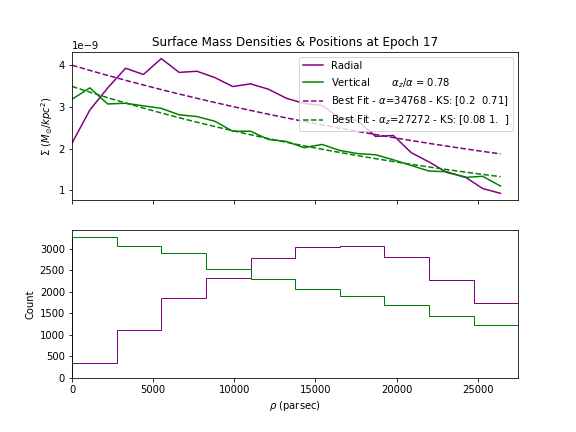 Surface Mass Densities & Positions at Epoch 17
1e−9
4
3
2
1
Σ (M⊙/kpc²)
Radial
Vertical α_z/α = 0.78
Best Fit - α=34768 - KS: [0.2 0.71]
Best Fit - α_z=27272 - KS: [0.08 1. ]
3000
2500
2000
1500
1000
500
0
Count
0 5000 10000 15000 20000 25000
ρ (parsec)